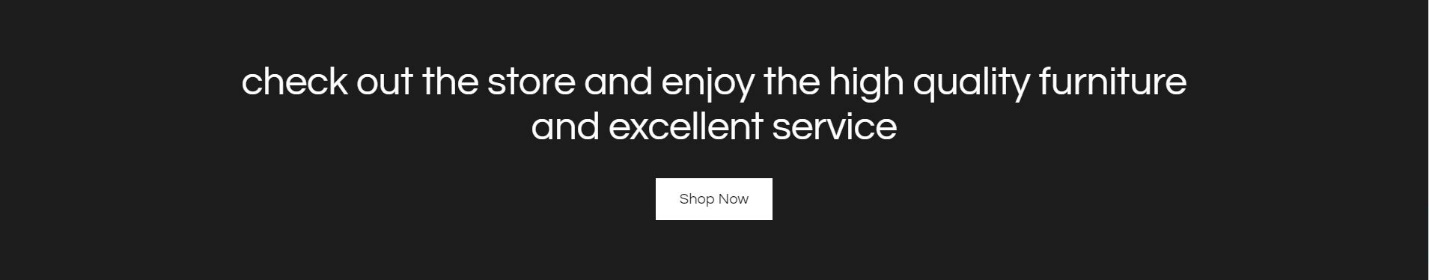 check out the store and enjoy the high quality furniture
and excellent service
Shop Now